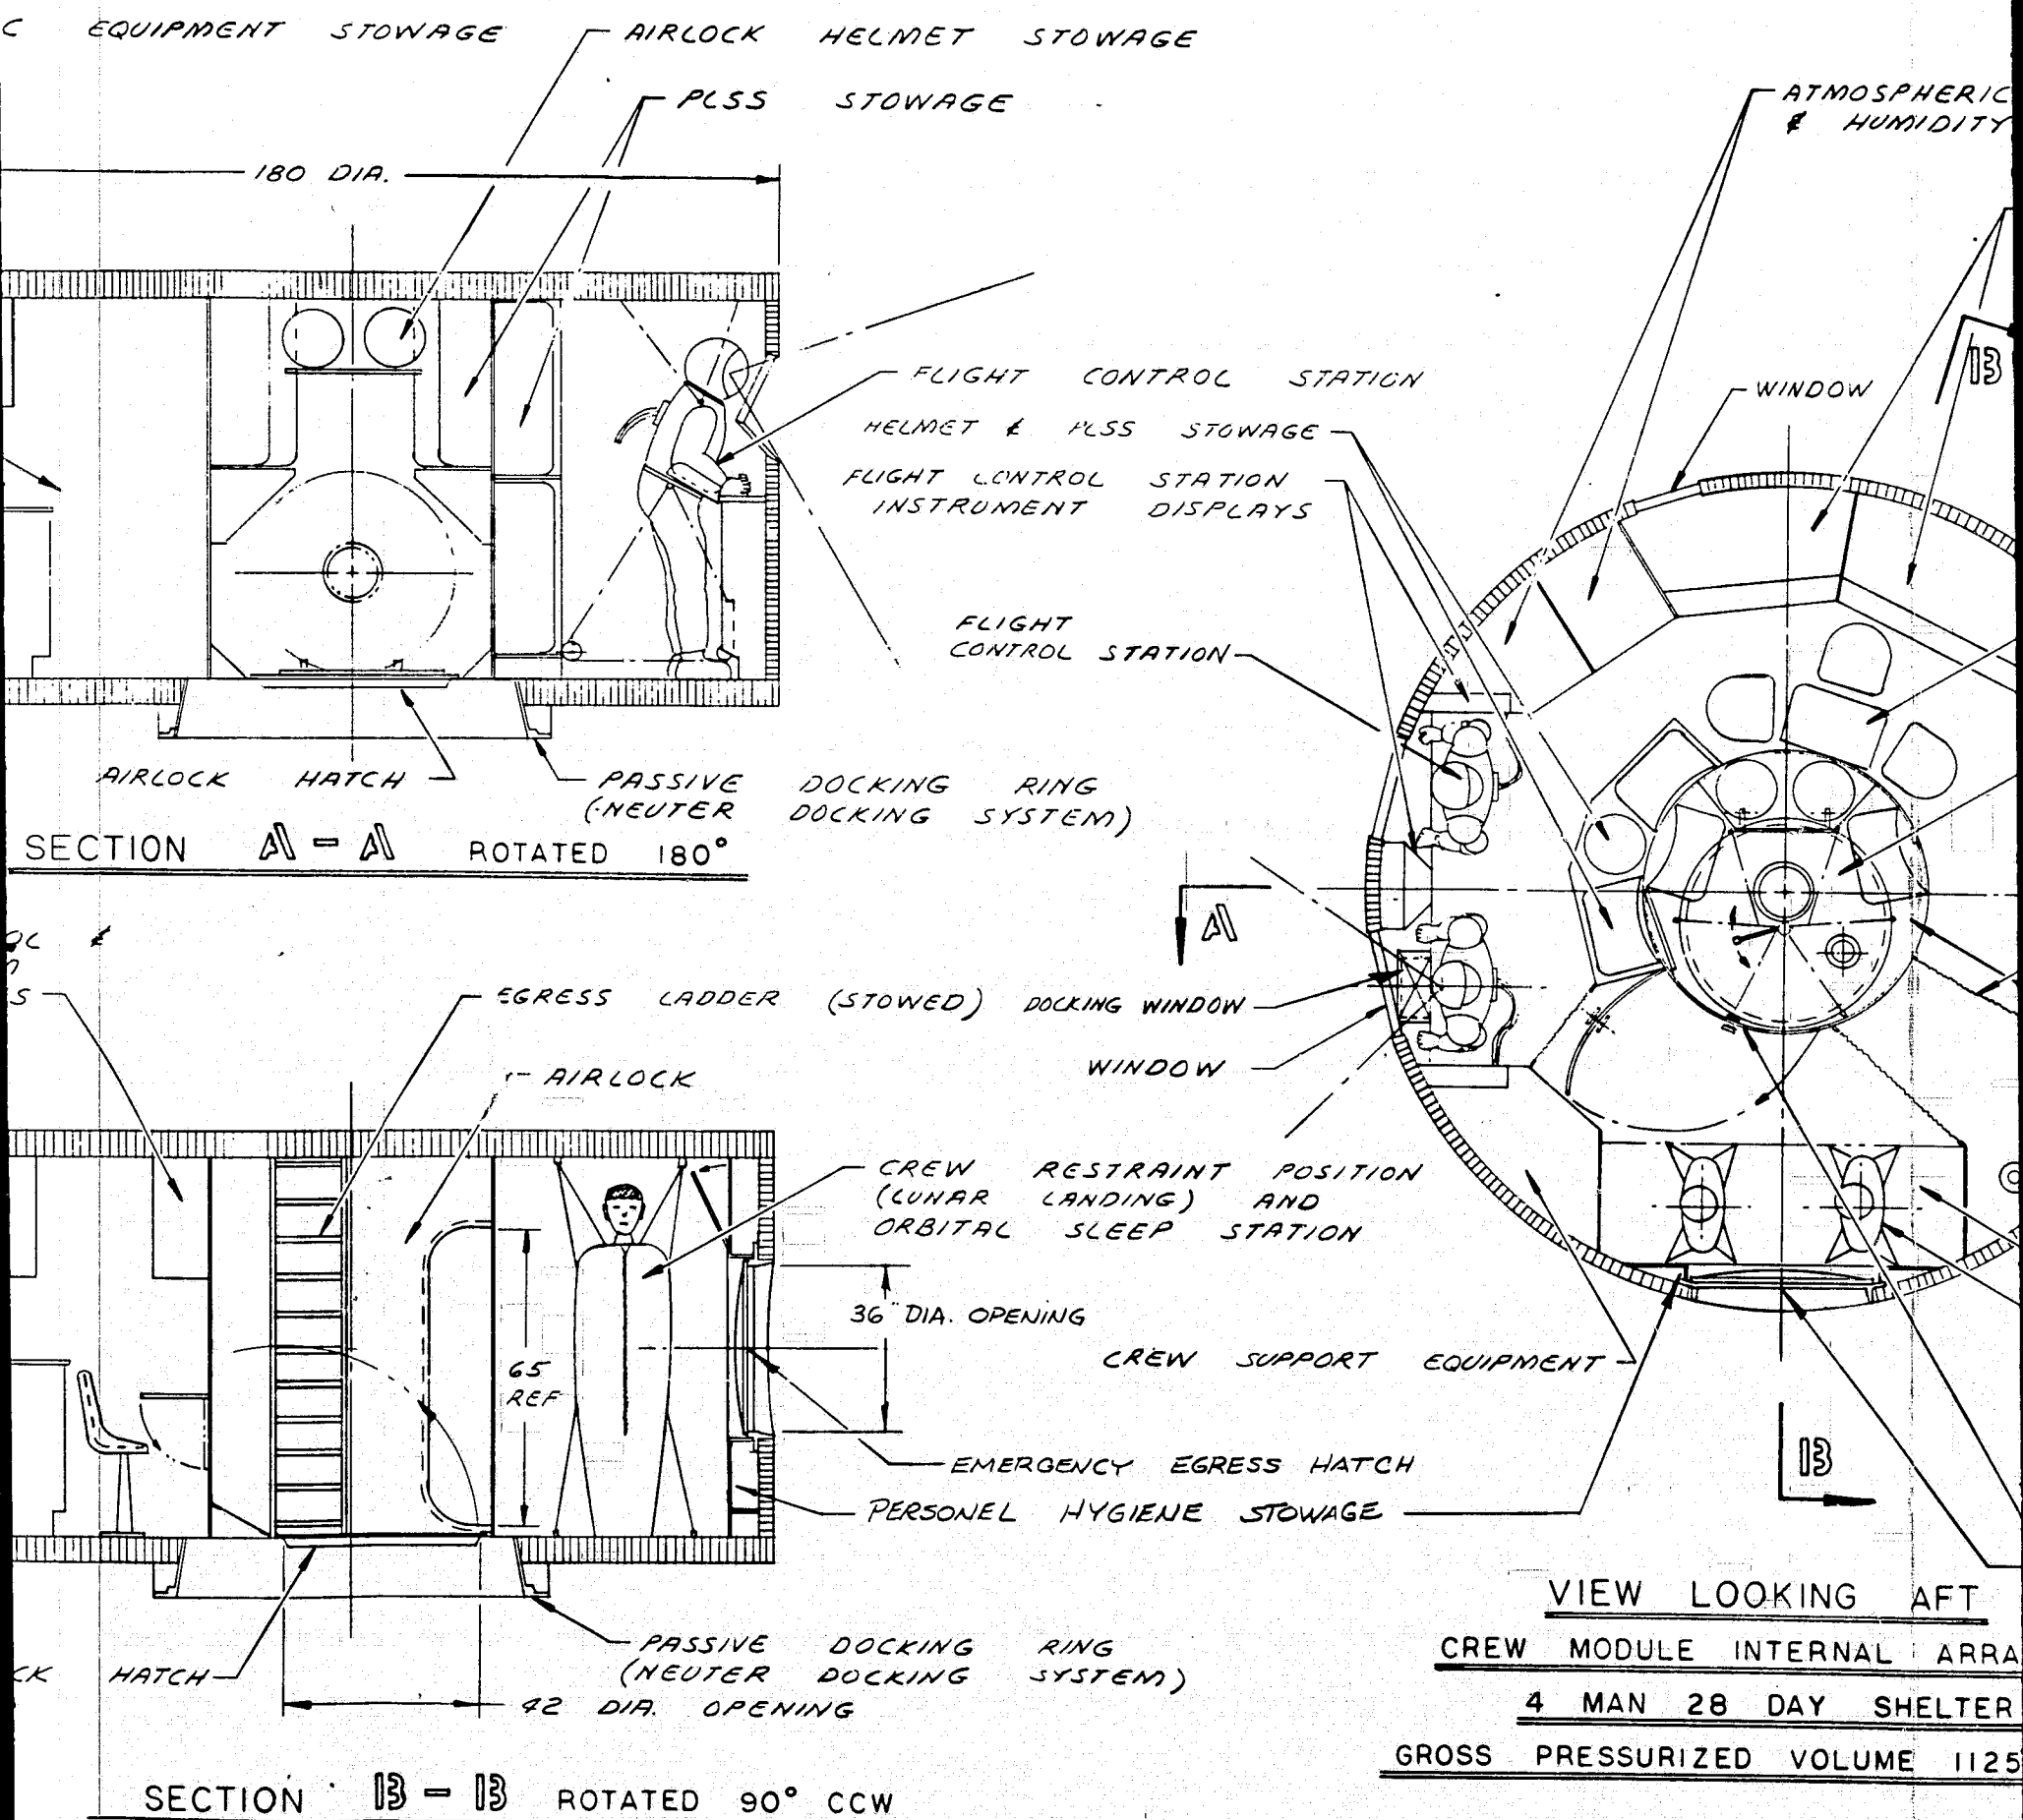 C EQUIPMENT STOWAGE
AIRLOCK HELMET STOWAGE
PLSS STOWAGE
ATMOSPHERIC
& HUMIDITY
180 DIA.
13
WINDOW
FLIGHT CONTROL STATION
HELMET & PLSS STOWAGE
FLIGHT CONTROL STATION
INSTRUMENT DISPLAYS
FLIGHT
CONTROL STATION
AIRLOCK HATCH
PASSIVE DOCKING RING
(NEUTER DOCKING SYSTEM)
SECTION A-A ROTATED 180°
A
OL &
S
EGRESS LADDER (STOWED)
DOCKING WINDOW
WINDOW
AIRLOCK
CREW RESTRAINT POSITION
(LUNAR LANDING) AND
ORBITAL SLEEP STATION
36" DIA. OPENING
65
REF
CREW SUPPORT EQUIPMENT
EMERGENCY EGRESS HATCH
PERSONEL HYGIENE STOWAGE
B
CK HATCH
PASSIVE DOCKING RING
(NEUTER DOCKING SYSTEM)
42 DIA. OPENING
SECTION B-B ROTATED 90° CCW
VIEW LOOKING AFT
CREW MODULE INTERNAL ARRA
4 MAN 28 DAY SHELTER
GROSS PRESSURIZED VOLUME 1125